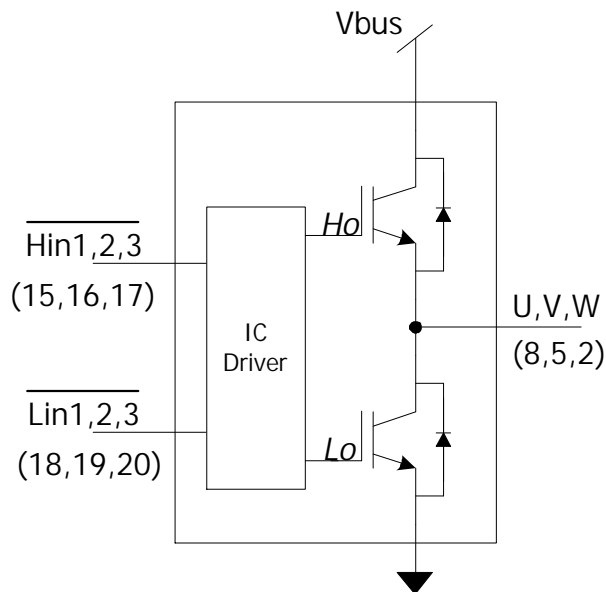 Vbus
Hin1,2,3
(15,16,17)
Ho
U,V,W
(8,5,2)
IC
Driver
Lin1,2,3
(18,19,20)
Lo